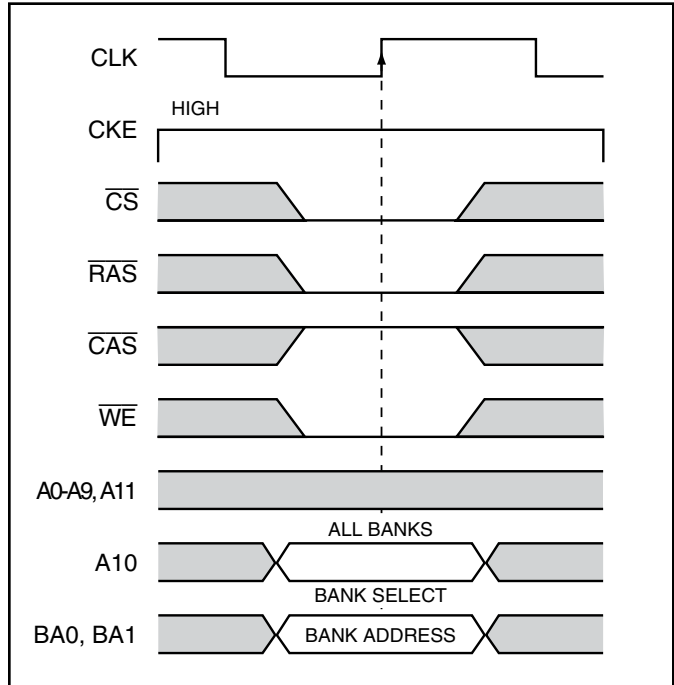 CLK
HIGH
CKE
CS
RAS
CAS
WE
A0-A9, A11
ALL BANKS
A10
BANK SELECT
BA0, BA1 BANK ADDRESS